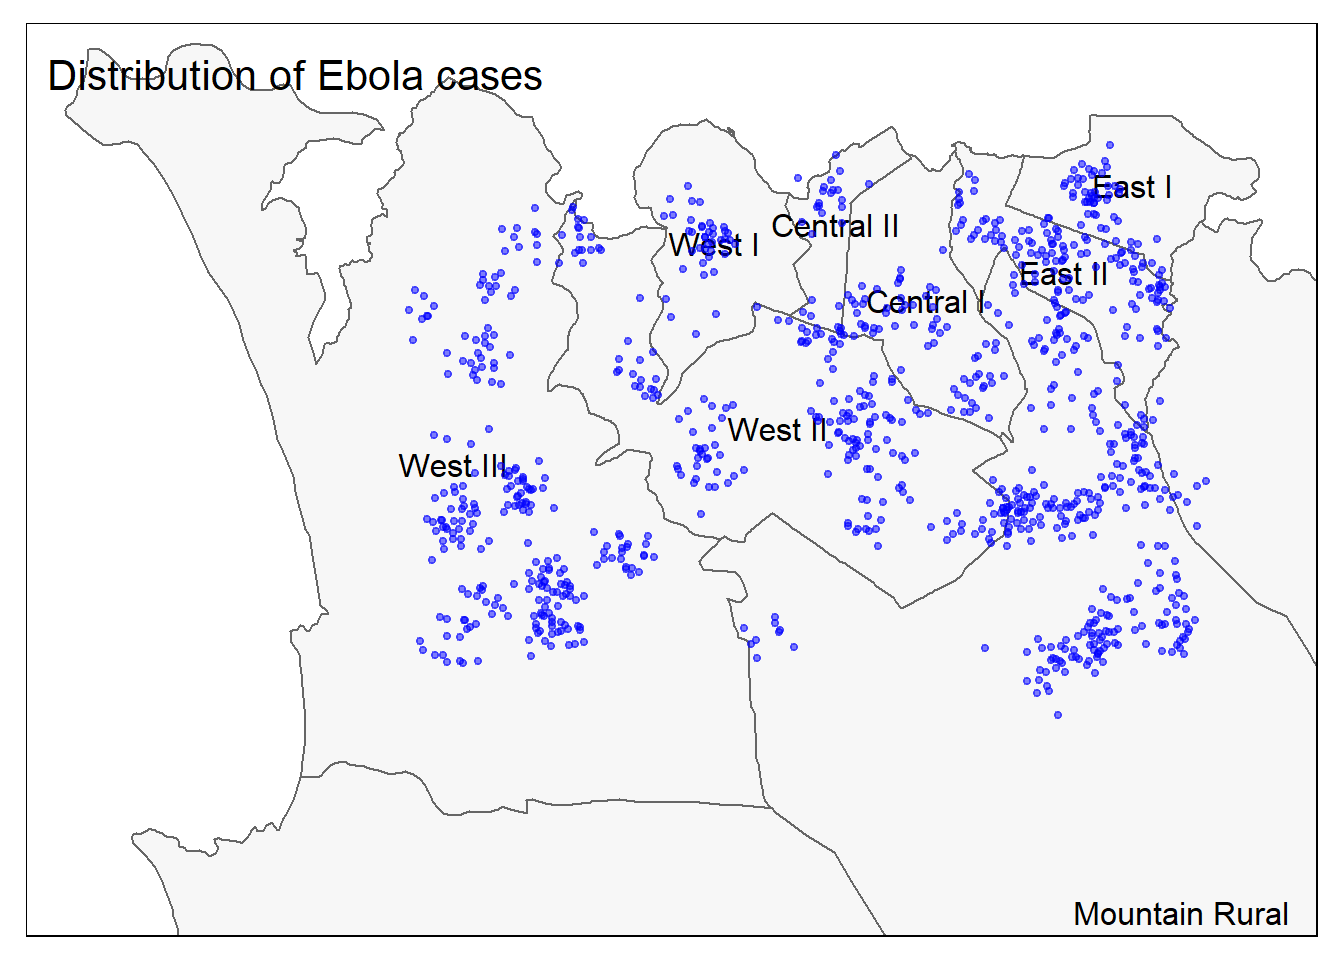 Distribution of Ebola cases
East I
Central II
West I
East II
Central I
West II
West III
Mountain Rural